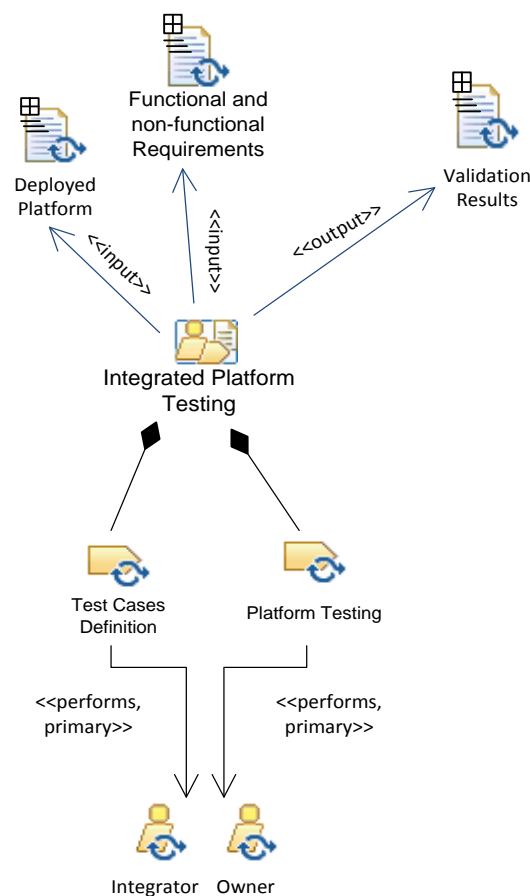 Functional and
non-functional
Requirements
Deployed
Platform
Validation
Results
<<input>>
<<input>>
<<output>>
Integrated Platform
Testing
Test Cases
Definition
Platform Testing
<<performs,
primary>>
<<performs,
primary>>
Integrator
Owner